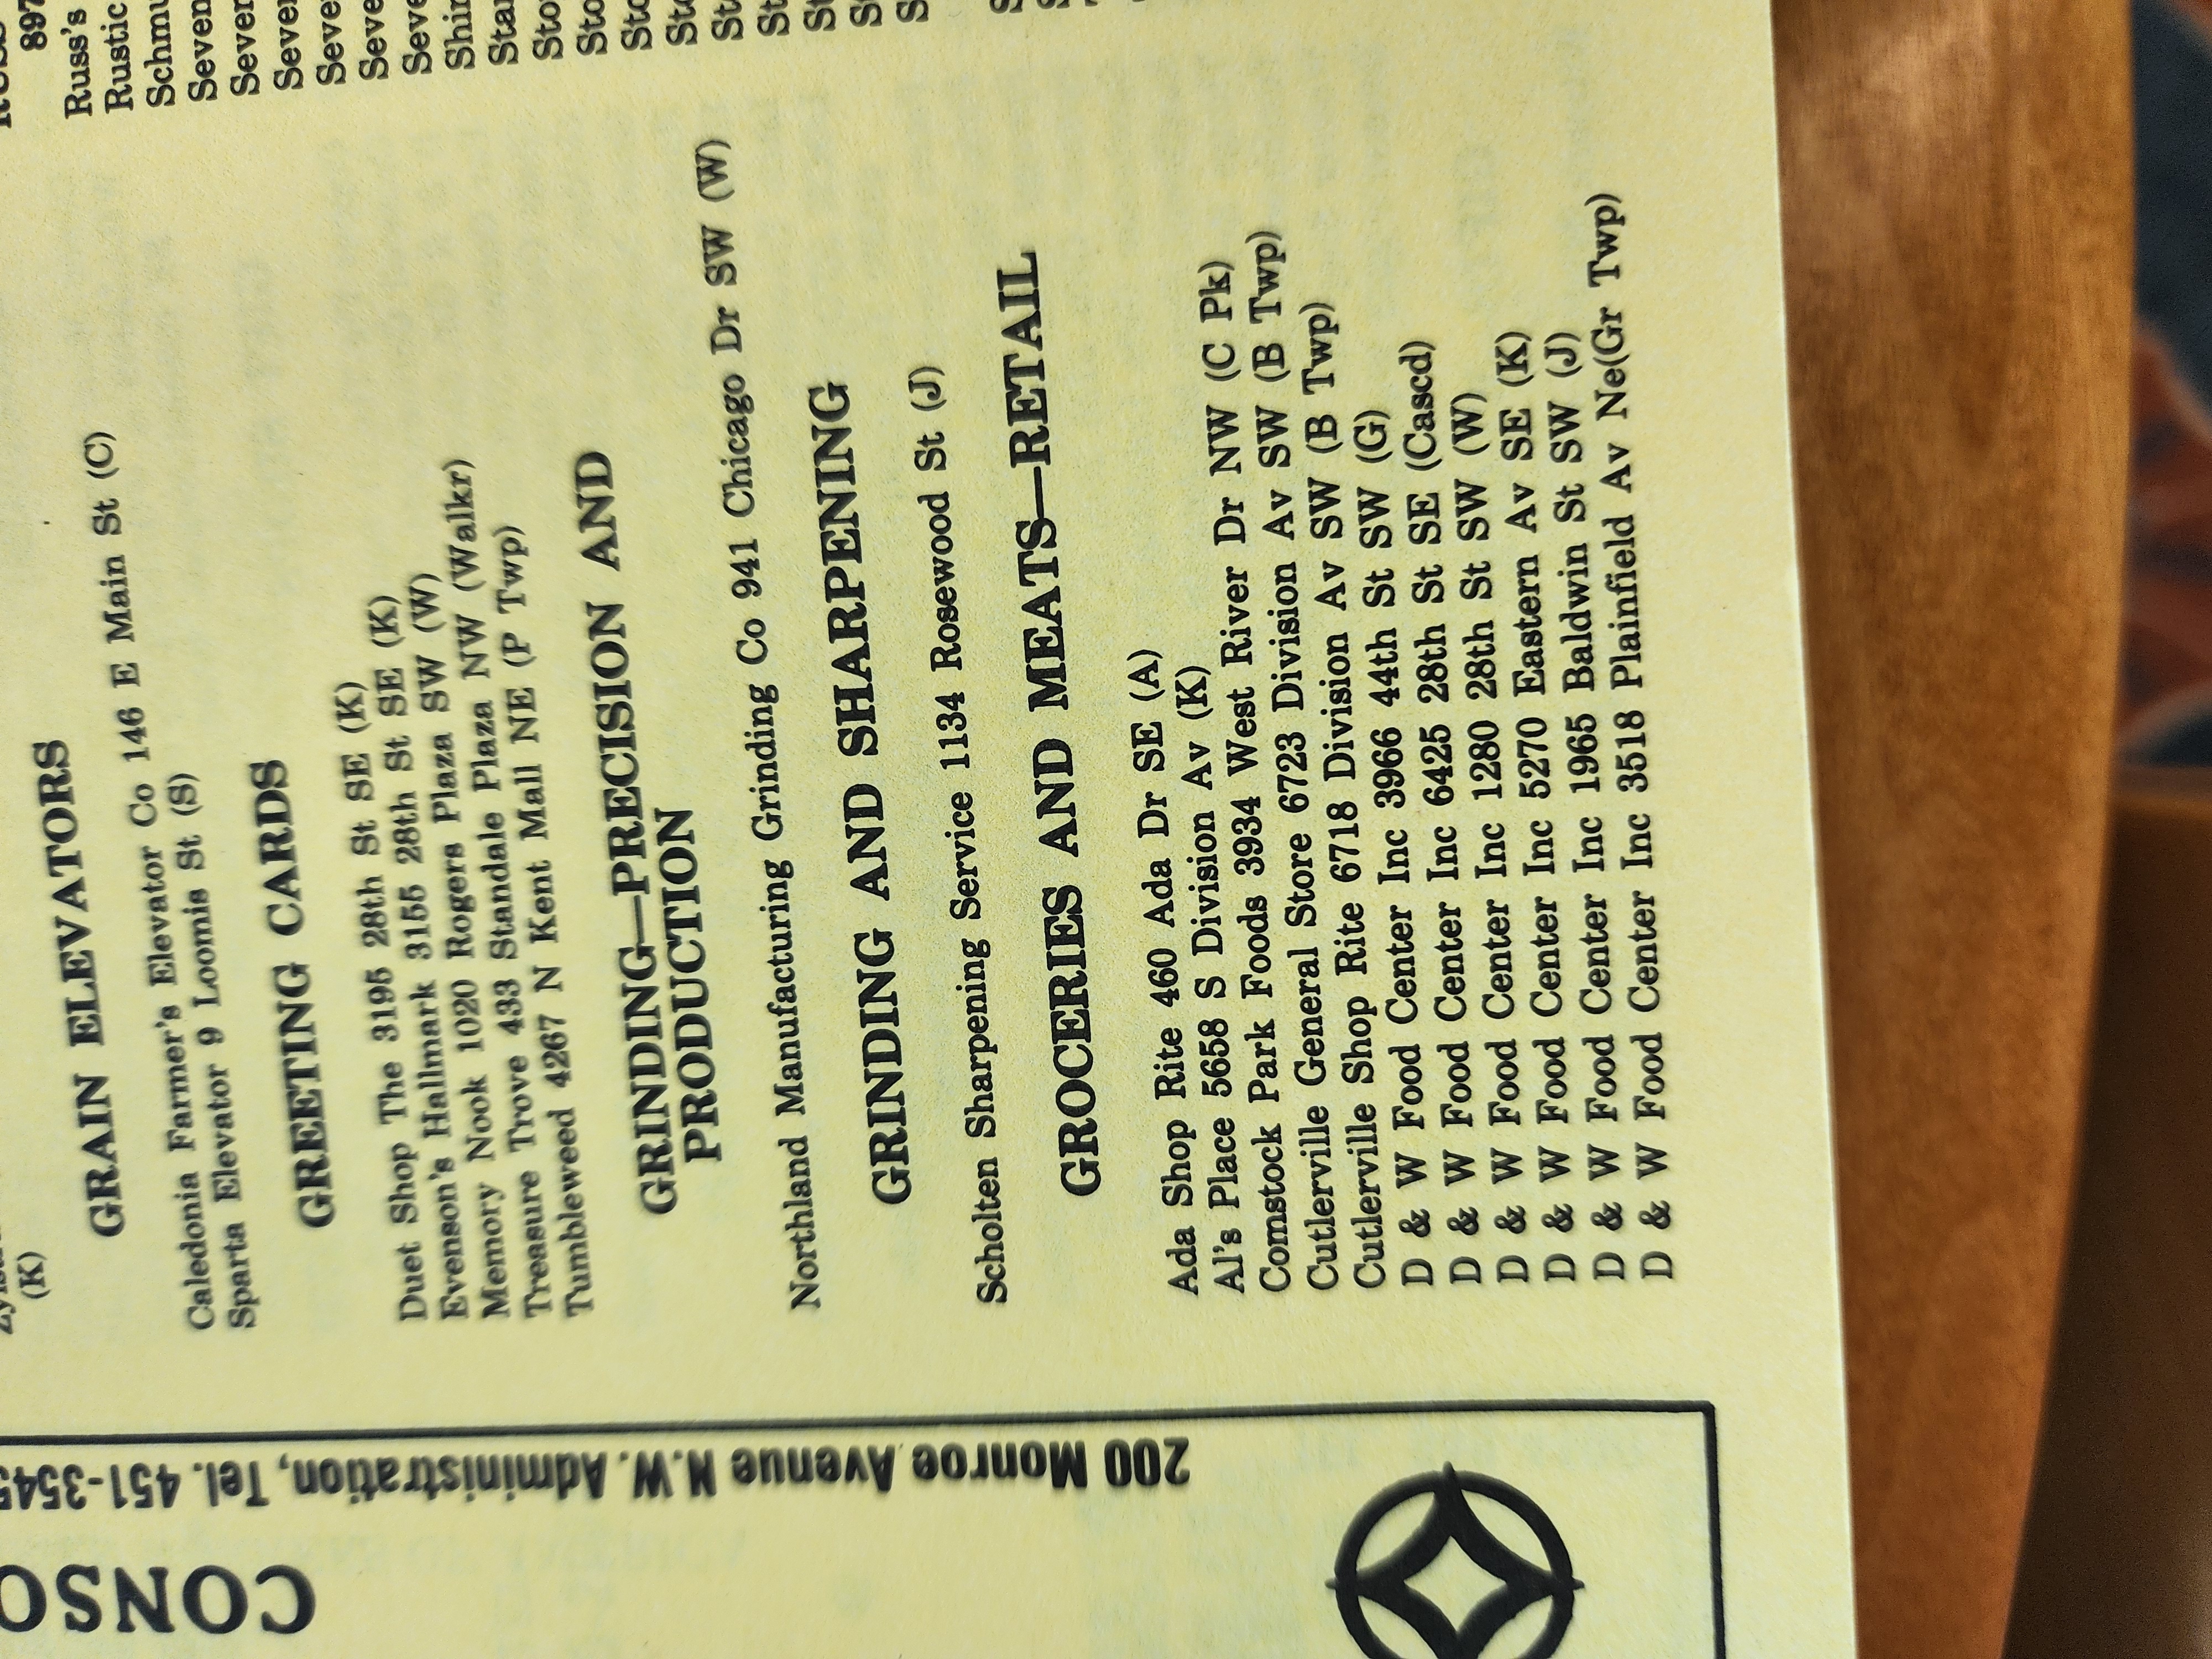 (K)
GRAIN ELEVATORS
Caledonia Farmer's Elevator Co 146 E Main St (C)
Sparta Elevator 9 Loomis St (S)
GREETING CARDS
Duet Shop The 3195 28th St SE (K)
Evenson's Hallmark 3155 28th St SE (K)
Memory Nook 1020 Rogers Plaza SW (W)
Treasure Trove 433 Standale Plaza NW (Walkr)
Tumbleweed 4267 N Kent Mall NE (P Twp)
GRINDING—PRECISION AND
PRODUCTION
Northland Manufacturing Grinding Co 941 Chicago Dr SW (W)
GRINDING AND SHARPENING
Scholten Sharpening Service 1134 Rosewood St (J)
GROCERIES AND MEATS—RETAIL
Ada Shop Rite 460 Ada Dr SE (A)
Al's Place 5658 S Division Av (K)
Comstock Park Foods 3934 West River Dr NW (C Pk)
Cutlerville General Store 6723 Division Av SW (B Twp)
Cutlerville Shop Rite 6718 Division Av SW (B Twp)
D & W Food Center Inc 3966 44th St SW (G)
D & W Food Center Inc 6425 28th St SE (Cascd)
D & W Food Center Inc 1280 28th St SW (W)
D & W Food Center Inc 5270 Eastern Av SE (K)
D & W Food Center Inc 1965 Baldwin St SW (J)
D & W Food Center Inc 3518 Plainfield Av Ne(Gr Twp)
897
Russ's
Rustic
200 Monroe Avenue N.W. Administration, Tel. 451-3545